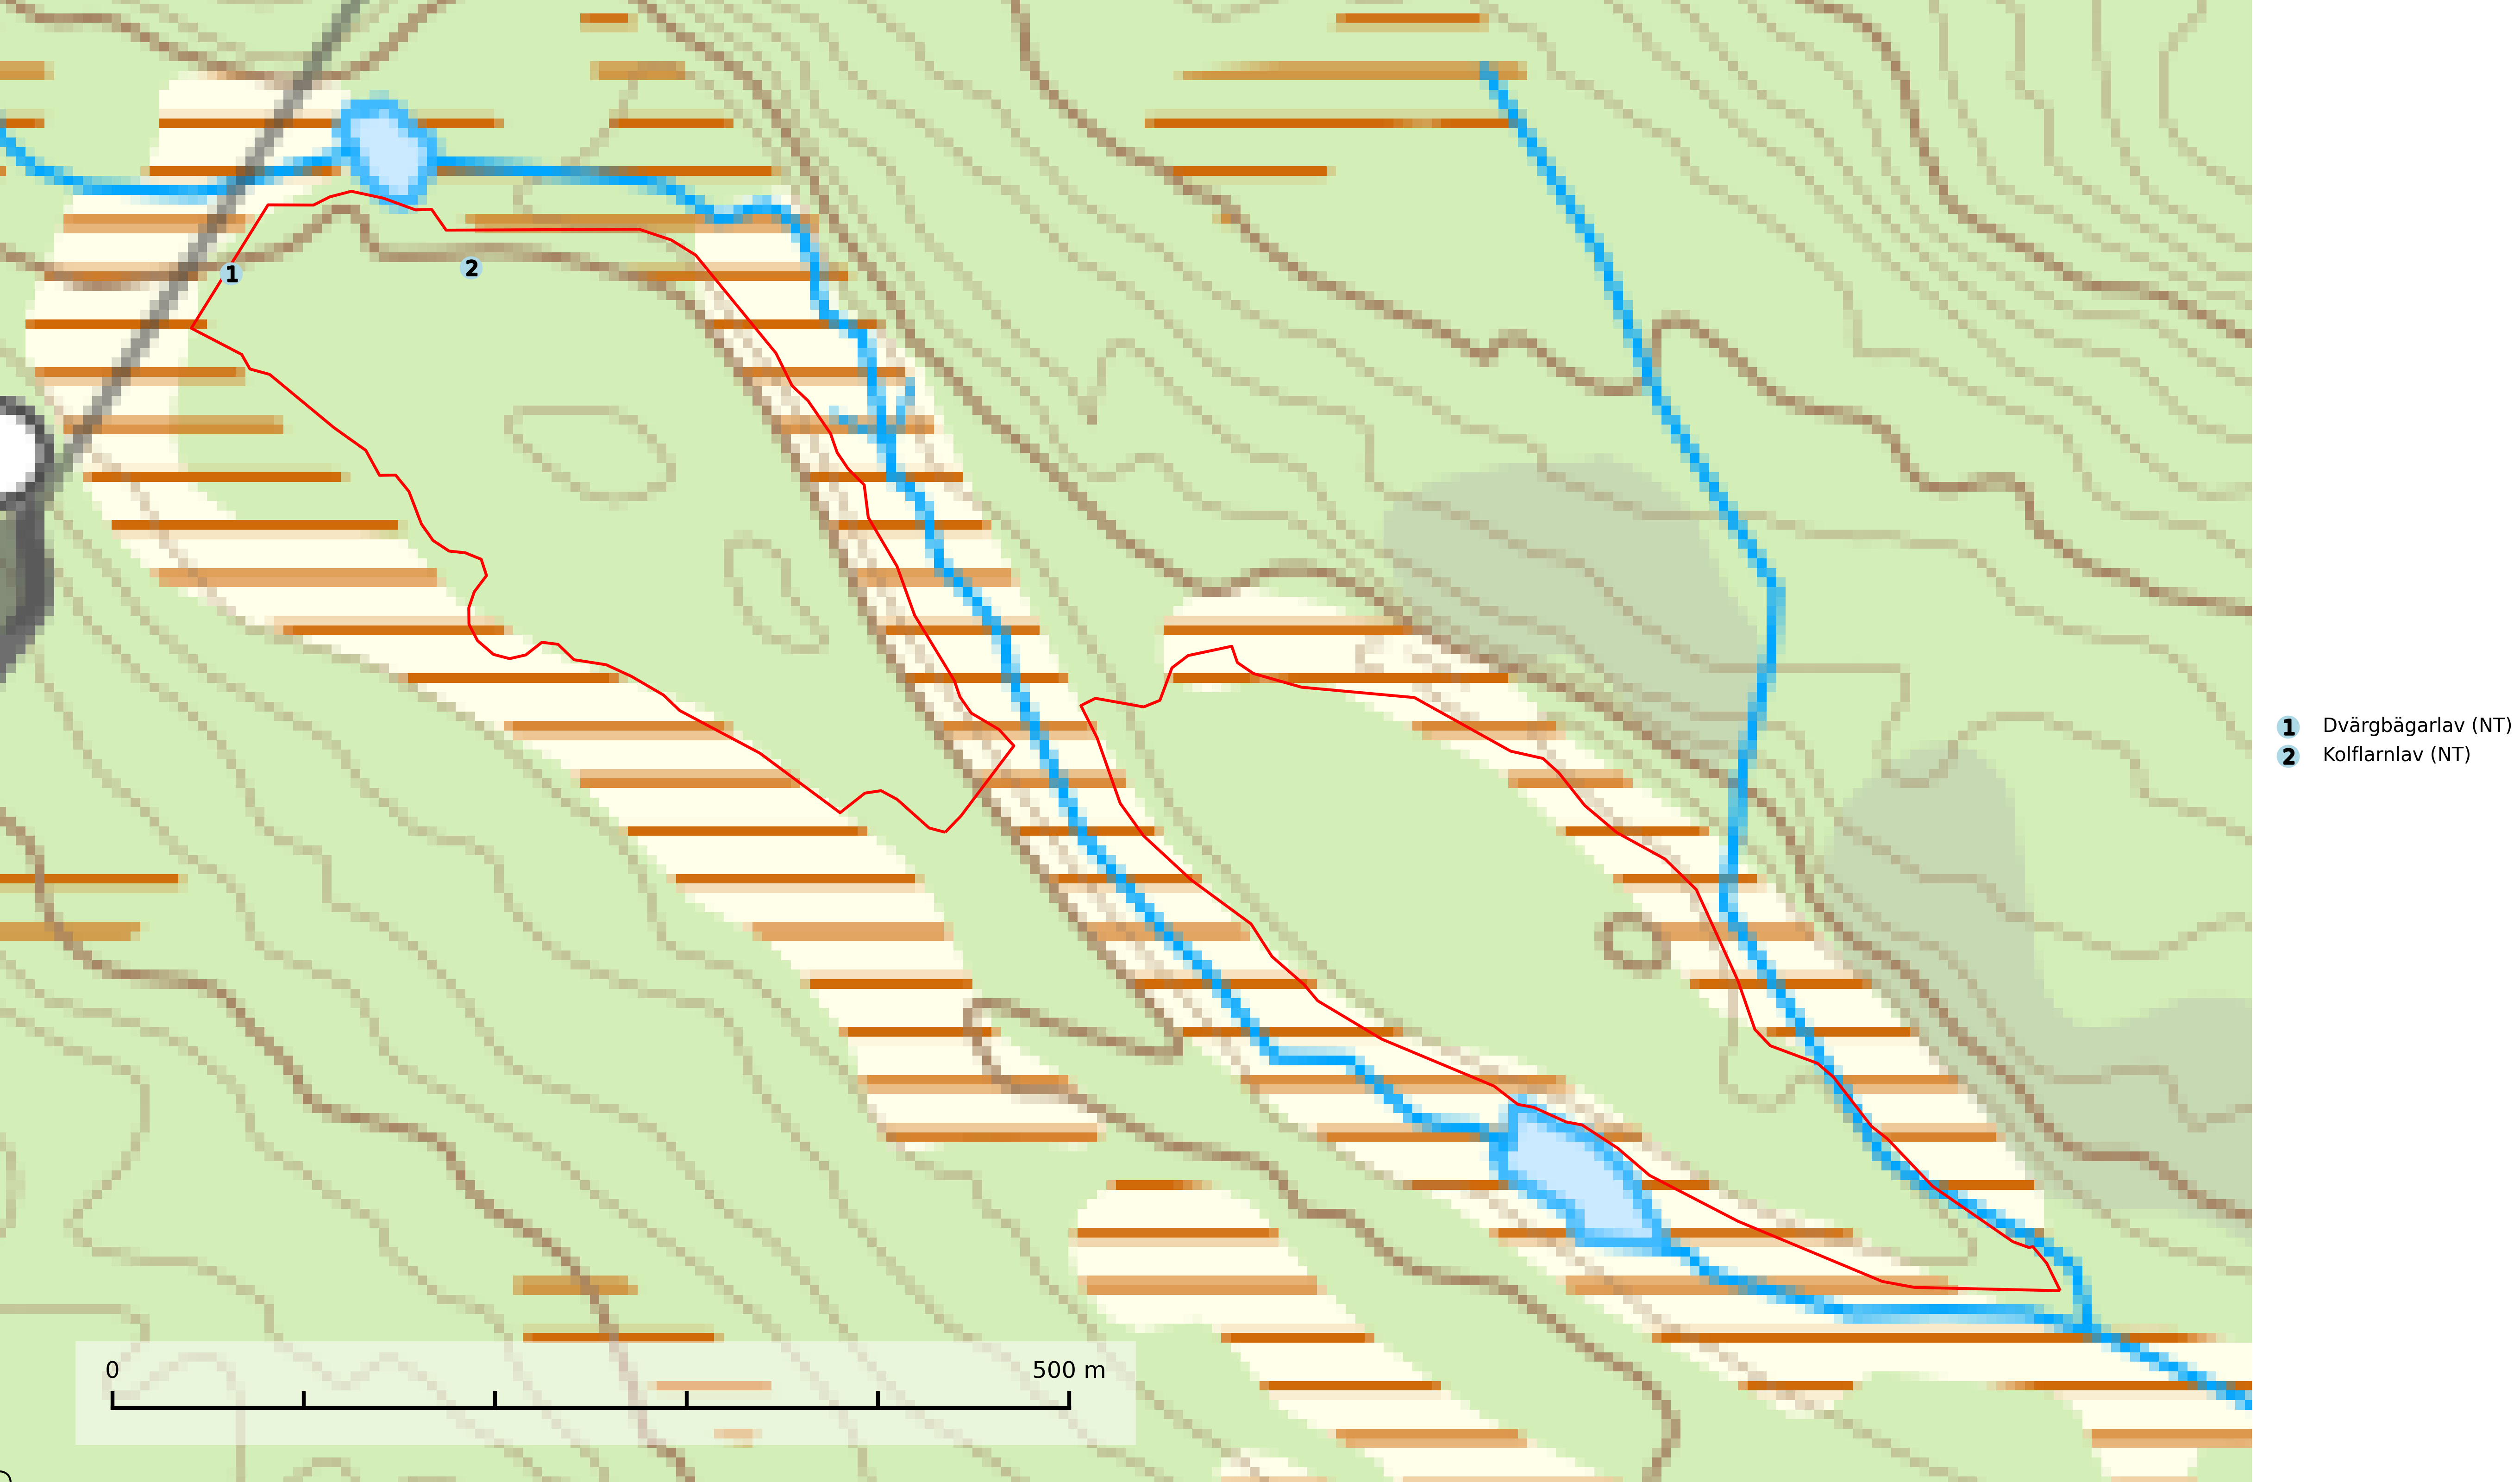 1
2
1 Dvärgbägarlav (NT)
2 Kolflarnlav (NT)
0 500 m